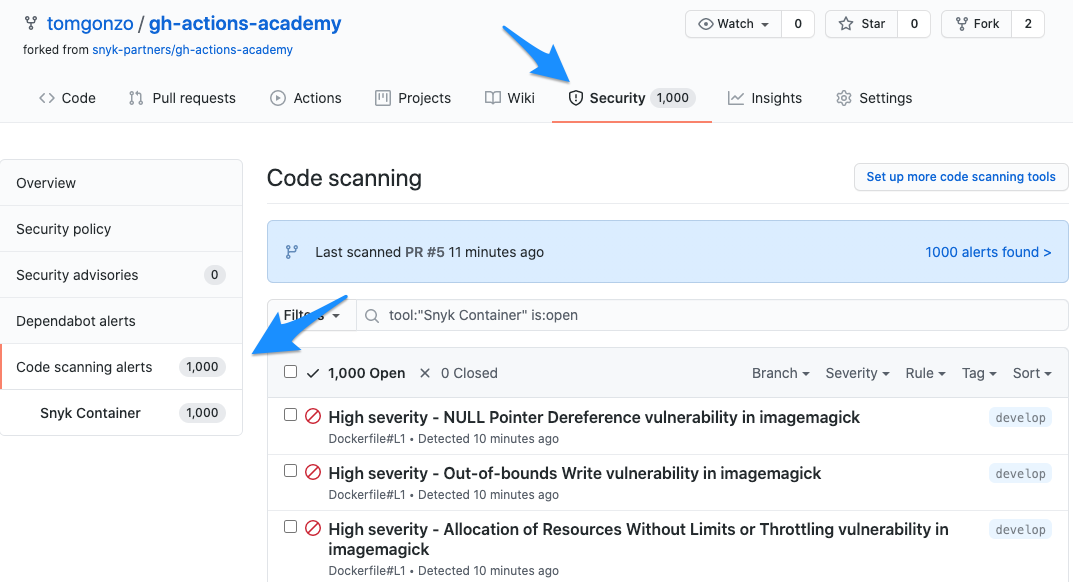 tomgonzo / gh-actions-academy
Watch 0 Star 0 Fork 2
forked from snyk-partners/gh-actions-academy
Code Pull requests Actions Projects Wiki Security 1,000 Insights Settings
Overview
Security policy
Security advisories 0
Dependabot alerts
Code scanning alerts 1,000
Snyk Container 1,000
Code scanning
Set up more code scanning tools
Last scanned PR #5 11 minutes ago
1000 alerts found >
Filters tool:"Snyk Container" is:open
1,000 Open 0 Closed Branch Severity Rule Tag Sort
High severity - NULL Pointer Dereference vulnerability in imagemagick develop
Dockerfile#L1 • Detected 10 minutes ago
High severity - Out-of-bounds Write vulnerability in imagemagick develop
Dockerfile#L1 • Detected 10 minutes ago
High severity - Allocation of Resources Without Limits or Throttling vulnerability in develop
imagemagick
Dockerfile#L1 • Detected 10 minutes ago